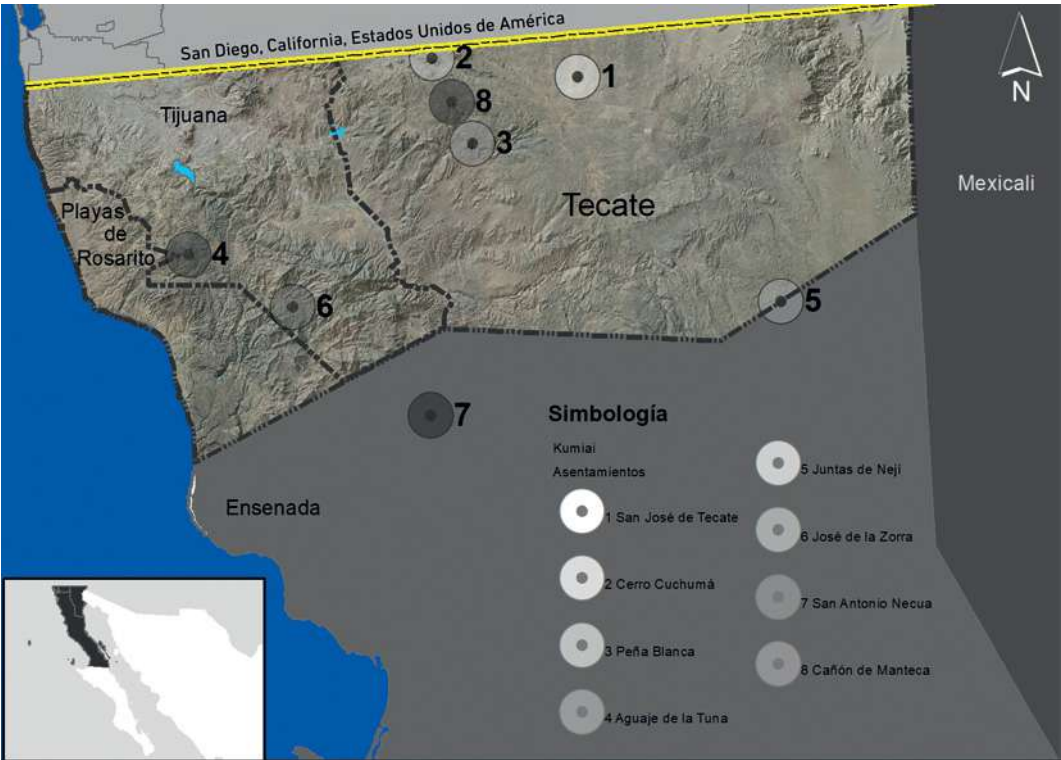 San Diego, California, Estados Unidos de América
2
1
N
8
Tijuana
3
Mexicali
Tecate
Playas
de
Rosarito
4
6
5
7
Simbología
Kumiai
Asentamientos
1 San José de Tecate
2 Cerro Cuchumá
3 Peña Blanca
4 Aguaje de la Tuna
5 Juntas de Nejí
6 José de la Zorra
7 San Antonio Necua
8 Cañón de Manteca
Ensenada